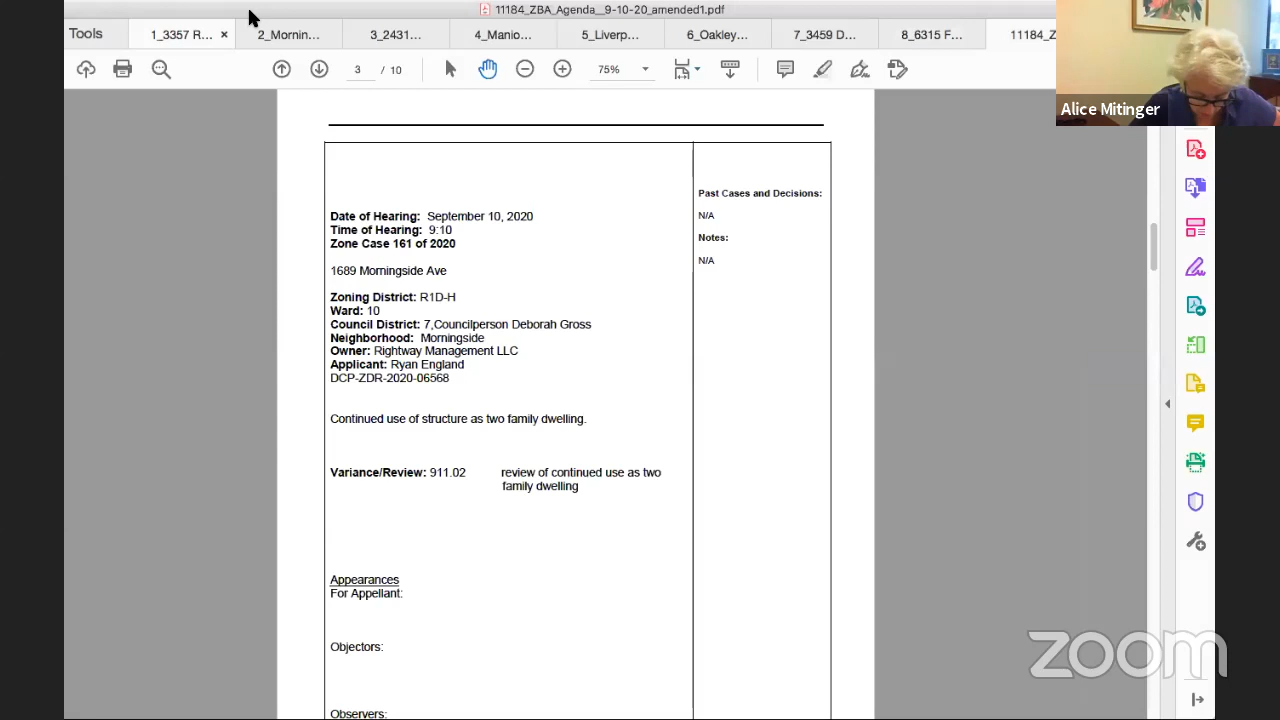 11184_ZBA_Agenda__9-10-20_amended1.pdf
Tools
1_3357 R... ×
2_Mornin...
3_2431...
4_Manio...
5_Liverp...
6_Oakley...
7_3459 D...
8_6315 F...
11184_Z
3 / 10
75%
Alice Mitinger
Date of Hearing: September 10, 2020
Time of Hearing: 9:10
Zone Case 161 of 2020
1689 Morningside Ave
Zoning District: R1D-H
Ward: 10
Council District: 7,Councilperson Deborah Gross
Neighborhood: Morningside
Owner: Rightway Management LLC
Applicant: Ryan England
DCP-ZDR-2020-06568
Continued use of structure as two family dwelling.
Variance/Review: 911.02 review of continued use as two
family dwelling
Appearances
For Appellant:
Objectors:
Observers:
Past Cases and Decisions:
N/A
Notes:
N/A
zoom